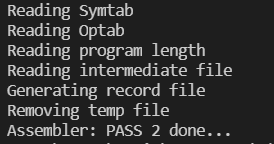 Reading Symtab
Reading Optab
Reading program length
Reading intermediate file
Generating record file
Removing temp file
Assembler: PASS 2 done...